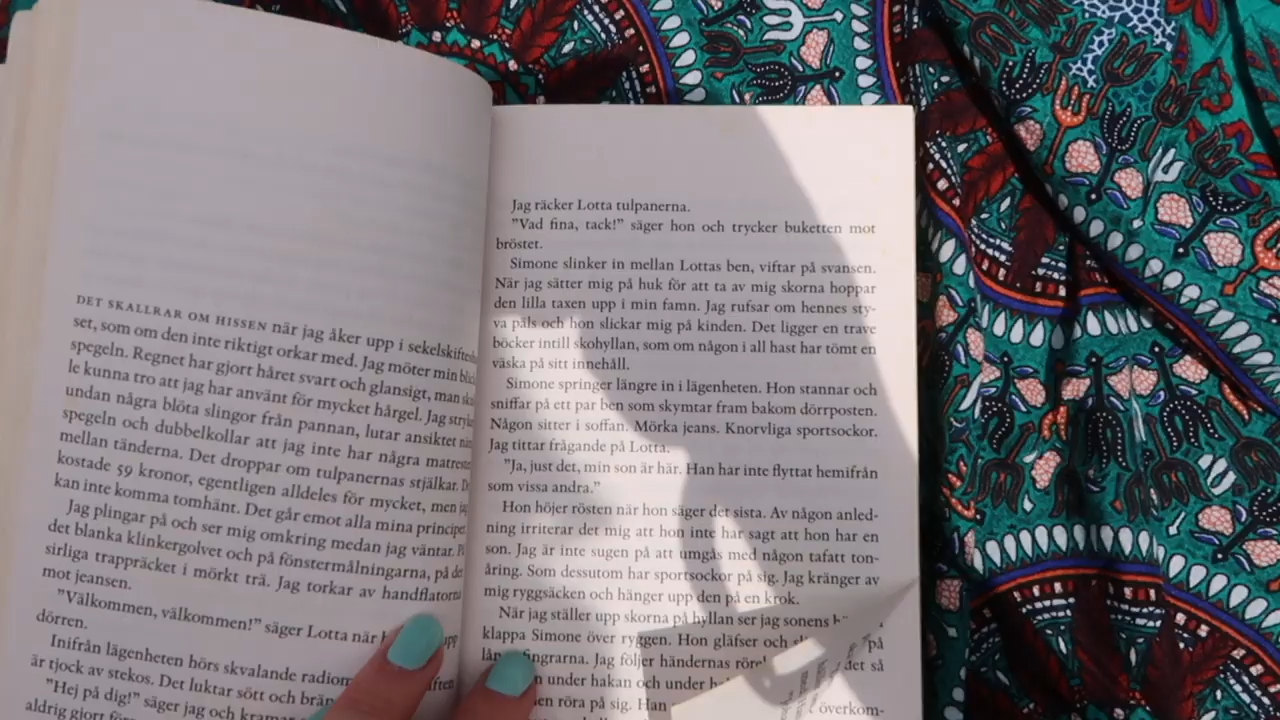 DET SKALLRAR OM HISSEN när jag åker upp i sekelskiftesh
set, som om den inte riktigt orkar med. Jag möter min blick
spegeln. Regnet har gjort håret svart och glansigt, man sku
le kunna tro att jag har använt för mycket hårgel. Jag stryke
undan några blöta slingor från pannan, lutar ansiktet
spegeln och dubbelkollar att jag inte har några matreste
mellan tänderna. Det droppar om tulpanernas stjälkar. D
kostade 59 kronor, egentligen alldeles för mycket, men jag
kan inte komma tomhänt. Det går emot alla mina principer
Jag plingar på och ser mig omkring medan jag väntar. På
det blanka klinkergolvet och på fönstermålningarna, på de
sirliga trappräcket i mörkt trä. Jag torkar av handflatorna
mot jeansen.
"Välkommen, välkommen!" säger Lotta när upp
dörren.
Inifrån lägenheten hörs skvalande
är tjock av stekos. Det luktar sött och
"Hej på dig!" säger jag och
aldrig gjort
Jag räcker Lotta tulpanerna.
"Vad fina, tack!" säger hon och trycker buketten mot
bröstet.
Simone slinker in mellan Lottas ben, viftar på svansen.
När jag sätter mig på huk för att ta av mig skorna hoppar
den lilla taxen upp i min famn. Jag rufsar om hennes sty-
va päls och hon slickar mig på kinden. Det ligger en trave
böcker intill skohyllan, som om någon i all hast har tömt en
väska på sitt innehåll.
Simone springer längre in i lägenheten. Hon stannar och
sniffar på ett par ben som skymtar fram bakom dörrposten.
Någon sitter i soffan. Mörka jeans. Knorvliga sportsockor.
Jag tittar frågande på Lotta.
"Ja, just det, min son är här. Han har inte flyttat hemifrån
som vissa andra."
Hon höjer rösten när hon säger det sista. Av någon anled-
ning irriterar det mig att hon inte har sagt att hon har en
son. Jag är inte sugen på att umgås med någon tafatt ton-
åring. Som dessutom har sportsockor på sig. Jag kränger av
mig ryggsäcken och hänger upp den på en krok.
När jag ställer upp skorna på hyllan ser jag sonens
klappa Simone över ryggen. Hon gläfser och på
fingrarna. Jag följer händernas det så
under hakan och under
röra på sig. Han överkom-